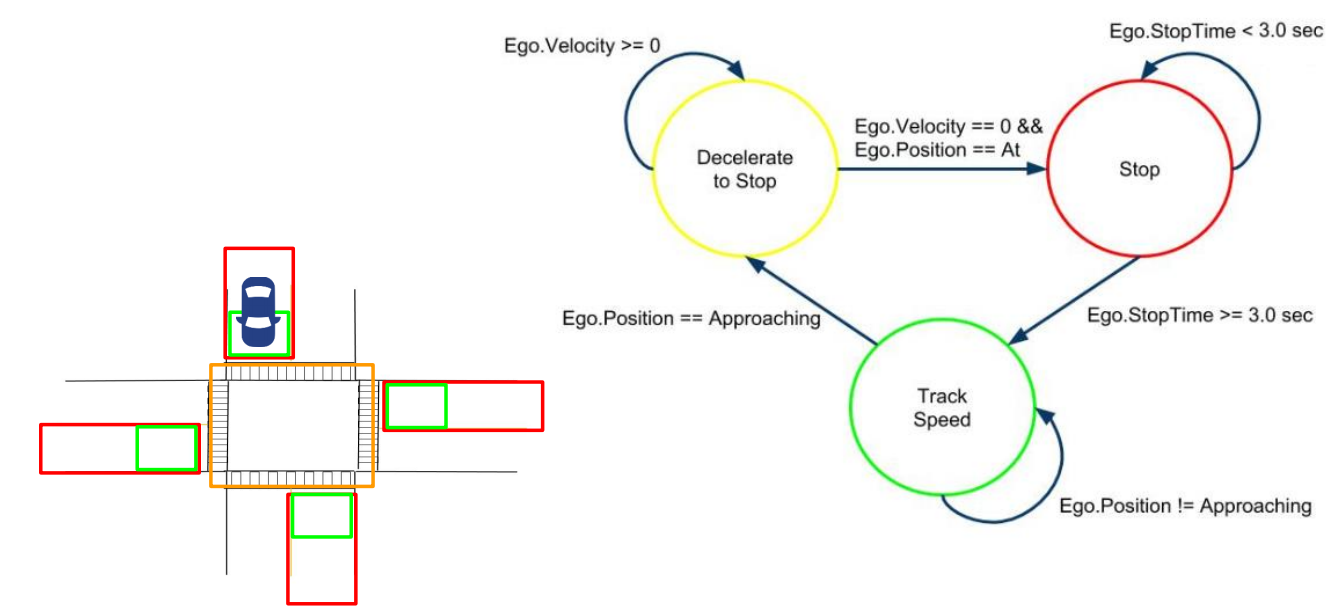 Ego.Velocity >= 0
Ego.StopTime < 3.0 sec
Ego.Velocity == 0 &&
Ego.Position == At
Decelerate
to Stop
Stop
Ego.Position == Approaching
Ego.StopTime >= 3.0 sec
Track
Speed
Ego.Position != Approaching